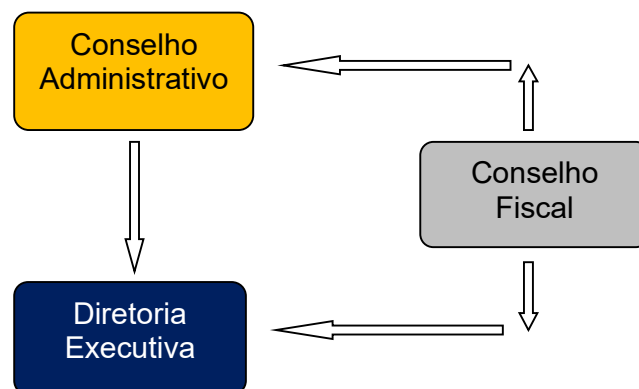 Conselho
Administrativo
Conselho
Fiscal
Diretoria
Executiva